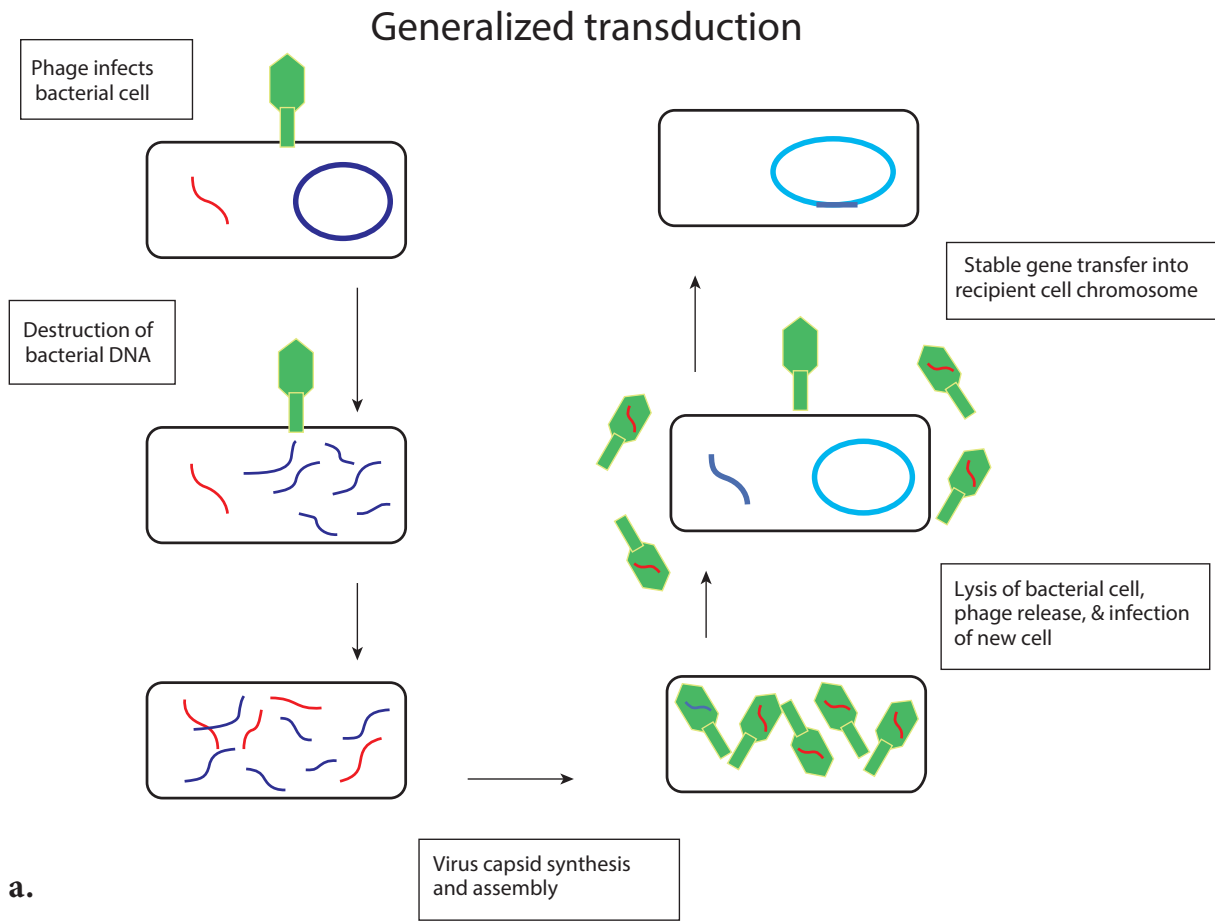 Generalized transduction
Phage infects
bacterial cell
Destruction of
bacterial DNA
Virus capsid synthesis
and assembly
Lysis of bacterial cell,
phage release, & infection
of new cell
Stable gene transfer into
recipient cell chromosome
a.